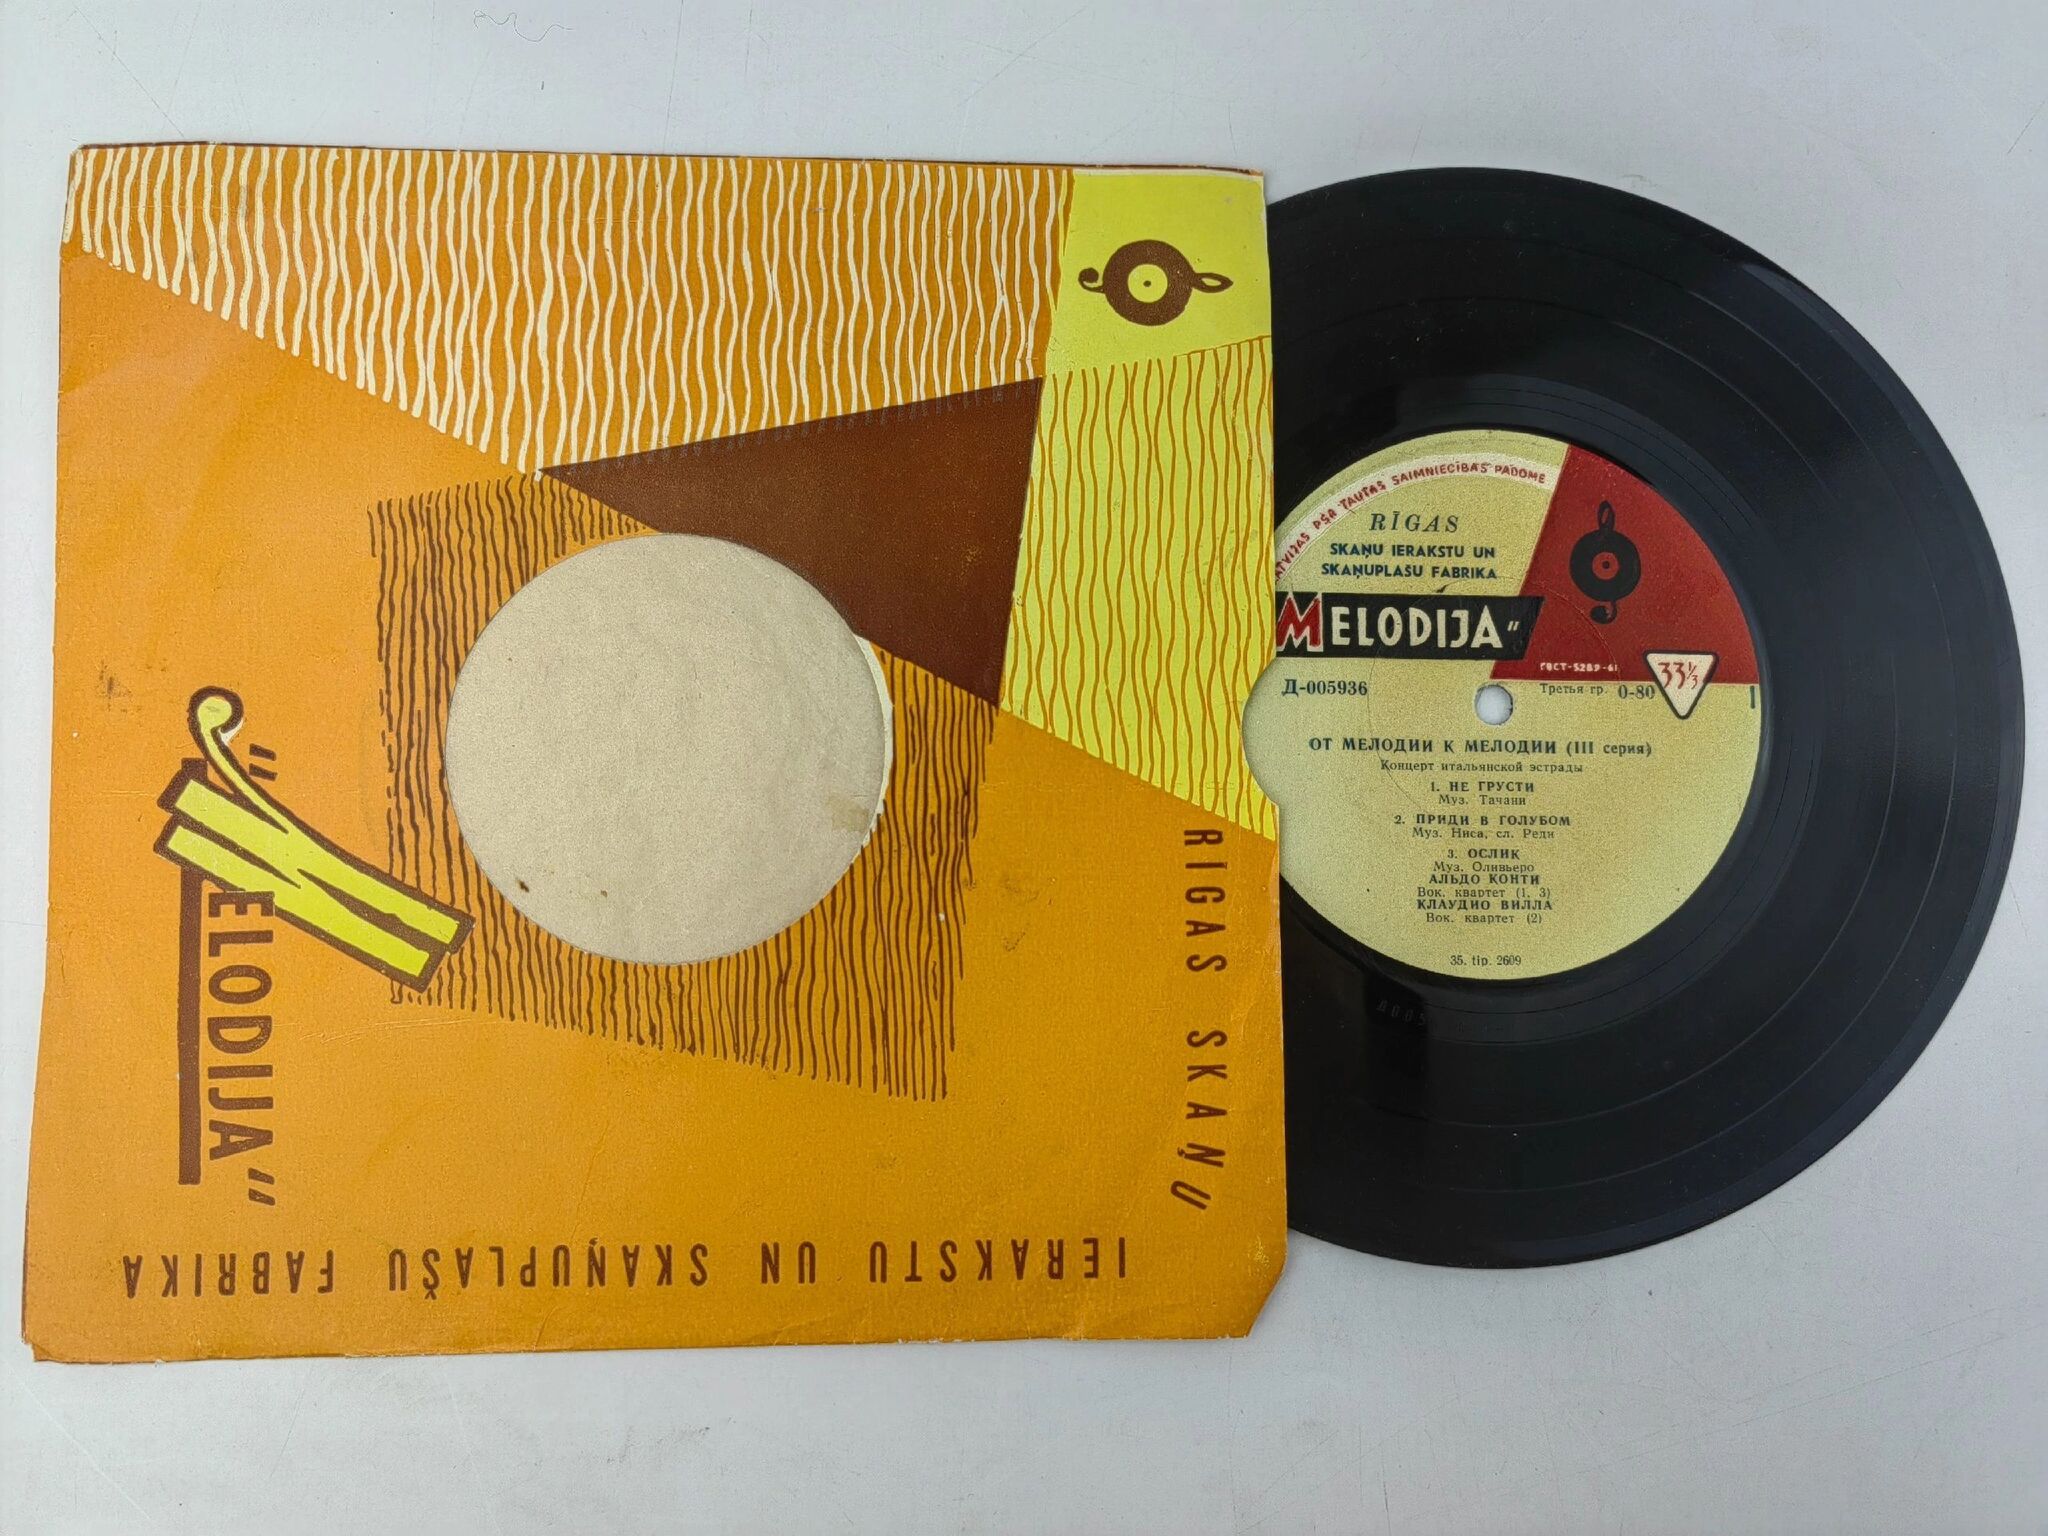 "MELODIJA"
RĪGAS SKAŅU
IERAKSTU UN SKAŅUPLAŠU FABRIKA
LATVIJAS PSR TAUTAS SAIMNIECĪBAS PADOME
RĪGAS
SKAŅU IERAKSTU UN
SKAŅUPLAŠU FABRIKA
MELODIJA"
ГОСТ-5289-61
33⅓
Д-005936 Третья гр. 0-80 I
ОТ МЕЛОДИИ К МЕЛОДИИ (III серия)
Концерт итальянской эстрады
1. НЕ ГРУСТИ
Муз. Тачани
2. ПРИДИ В ГОЛУБОМ
Муз. Ниса, сл. Реди
3. ОСЛИК
Муз. Оливьеро
АЛЬДО КОНТИ
Вок. квартет (1, 3)
КЛАУДИО ВИЛЛА
Вок. квартет (2)
35. tip. 2609